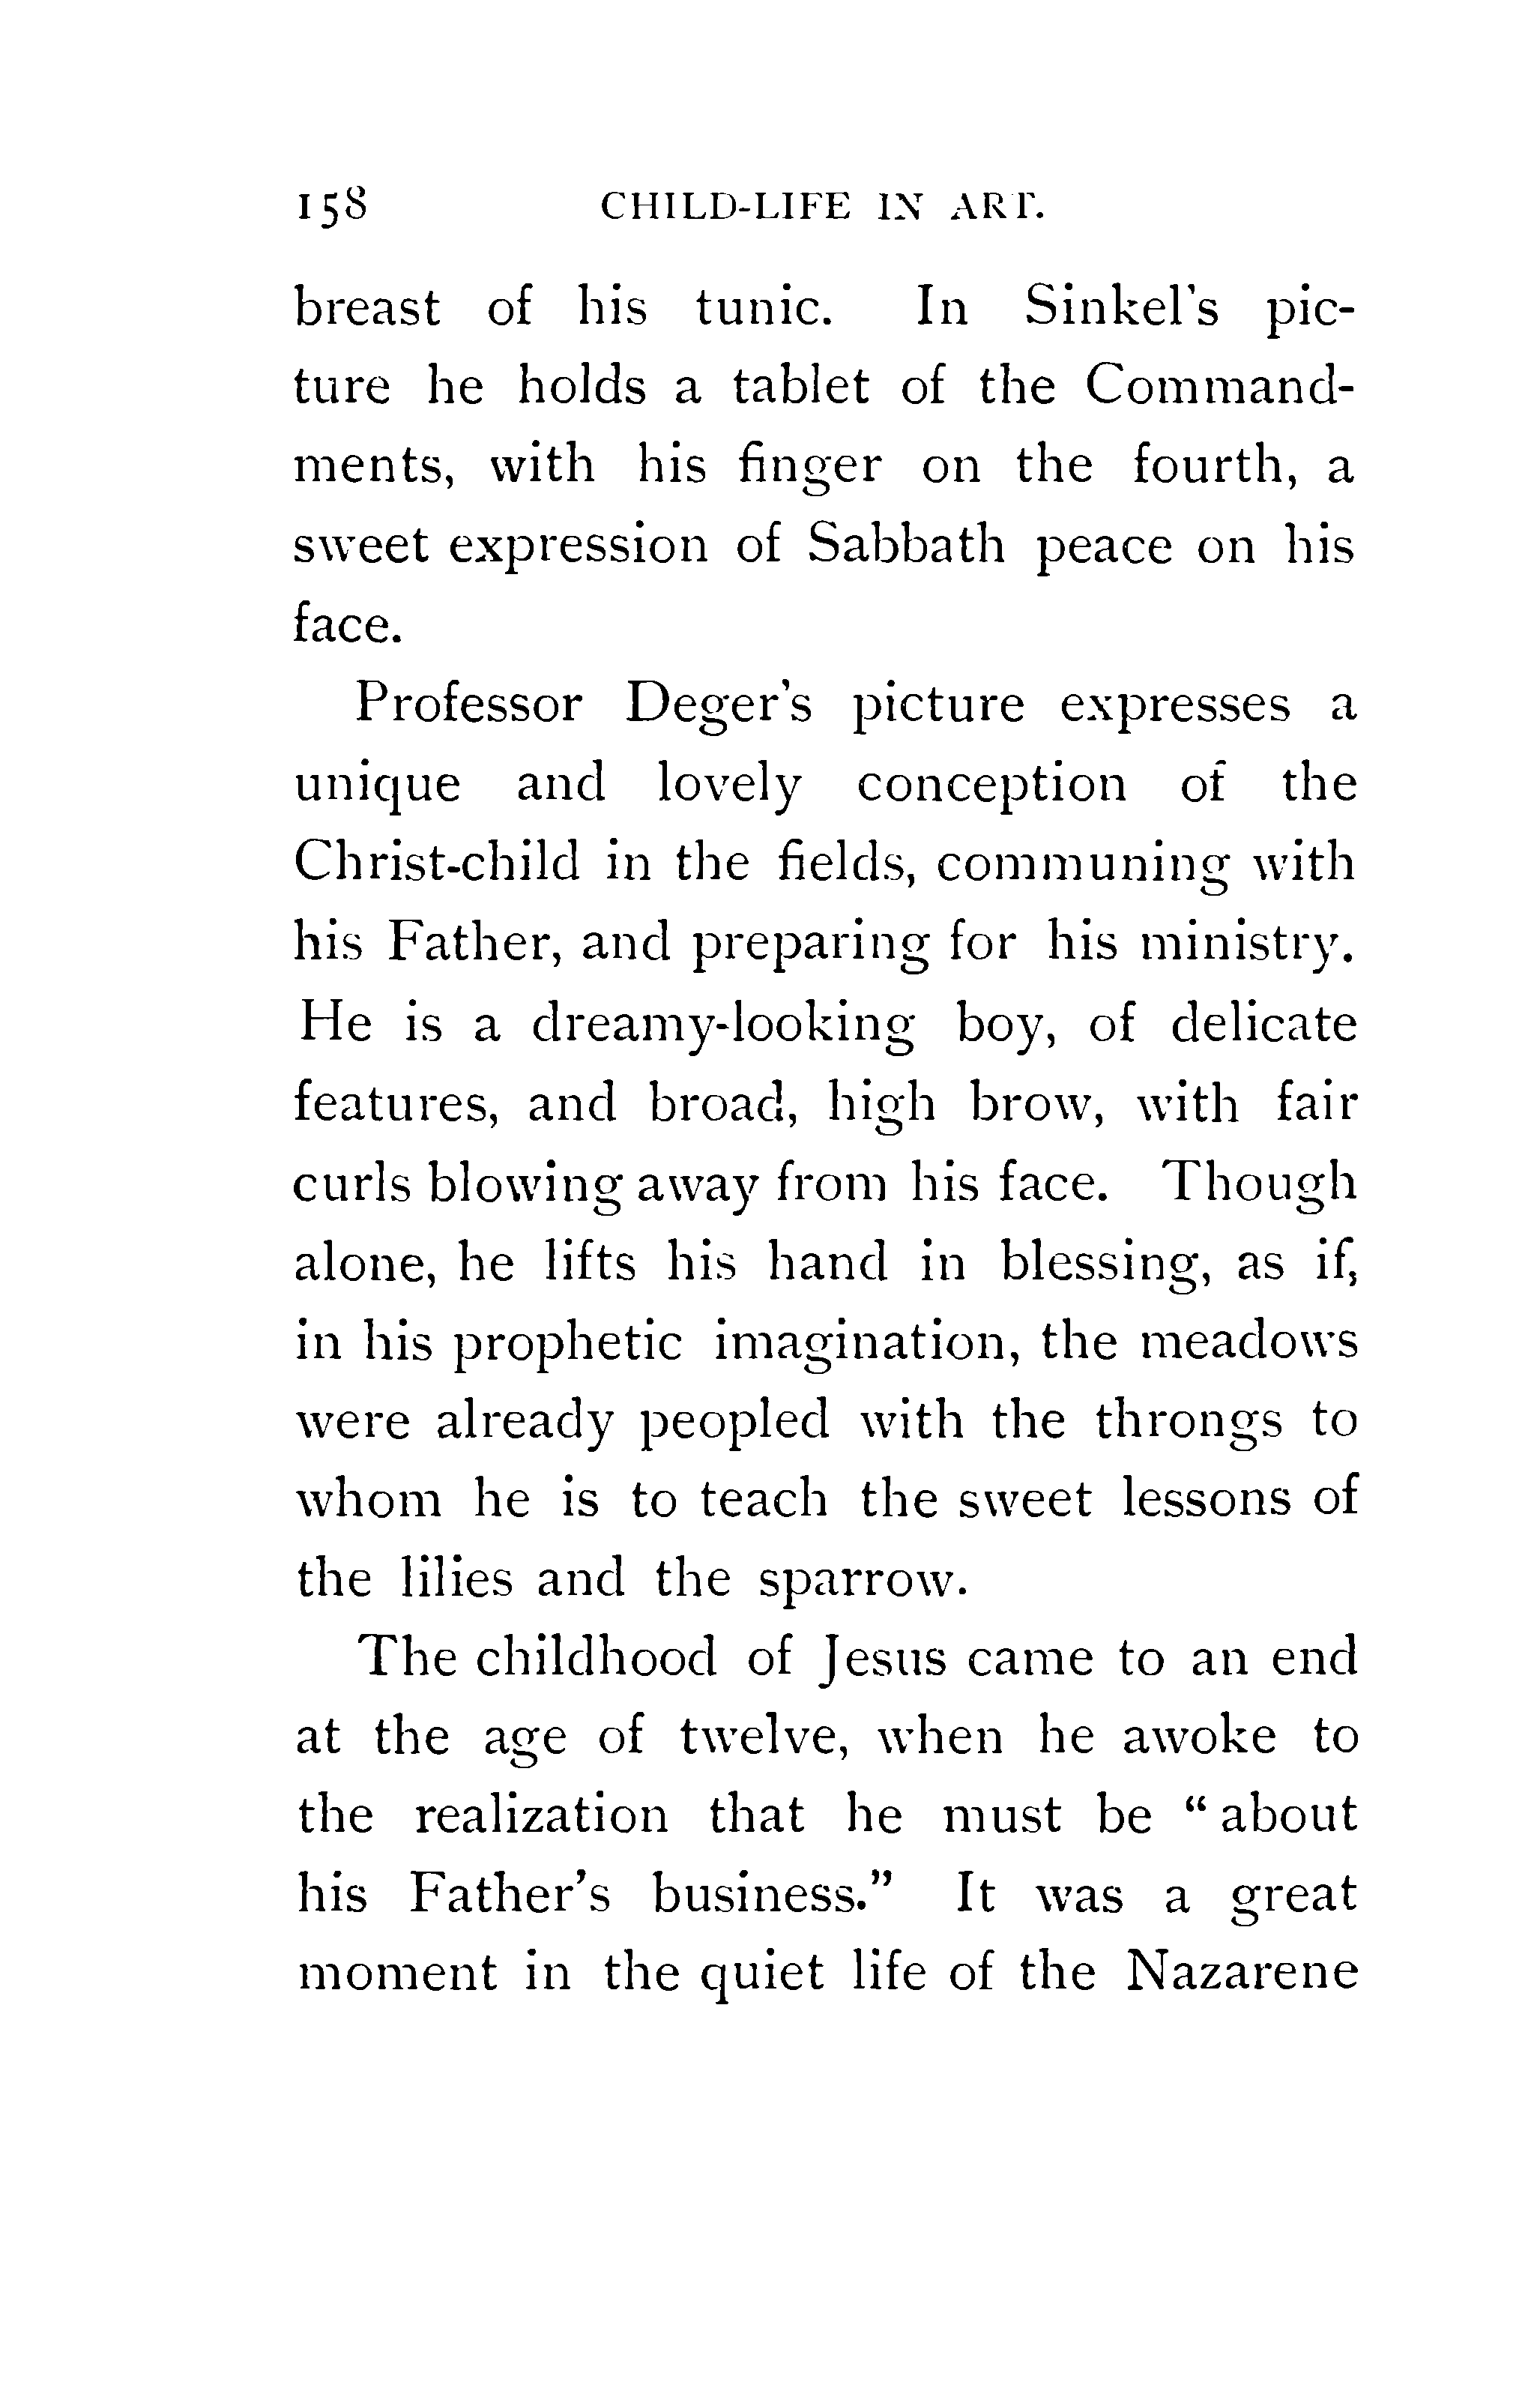 158 CHILD-LIFE IN ART.
breast of his tunic. In Sinkel's pic-
ture he holds a tablet of the Command-
ments, with his finger on the fourth, a
sweet expression of Sabbath peace on his
face.
Professor Deger's picture expresses a
unique and lovely conception of the
Christ-child in the fields, communing with
his Father, and preparing for his ministry.
He is a dreamy-looking boy, of delicate
features, and broad, high brow, with fair
curls blowing away from his face. Though
alone, he lifts his hand in blessing, as if,
in his prophetic imagination, the meadows
were already peopled with the throngs to
whom he is to teach the sweet lessons of
the lilies and the sparrow.
The childhood of Jesus came to an end
at the age of twelve, when he awoke to
the realization that he must be "about
his Father's business." It was a great
moment in the quiet life of the Nazarene